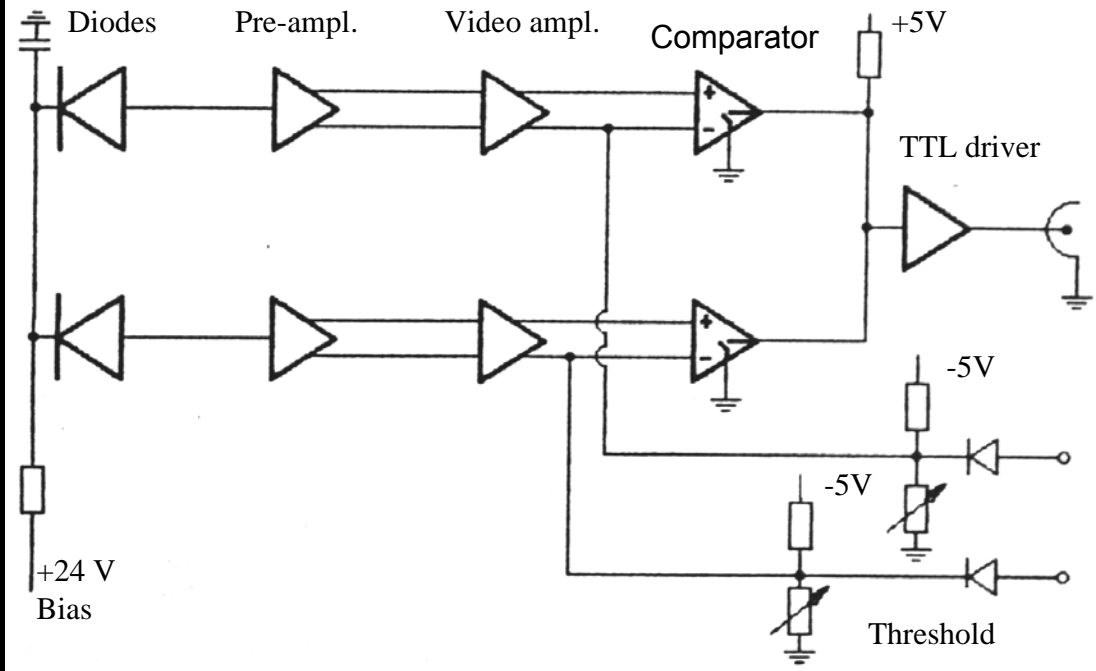 Diodes
Pre-ampl.
Video ampl.
Comparator
+5V
TTL driver
+
-
+
-
-5V
-5V
+24 V
Bias
Threshold